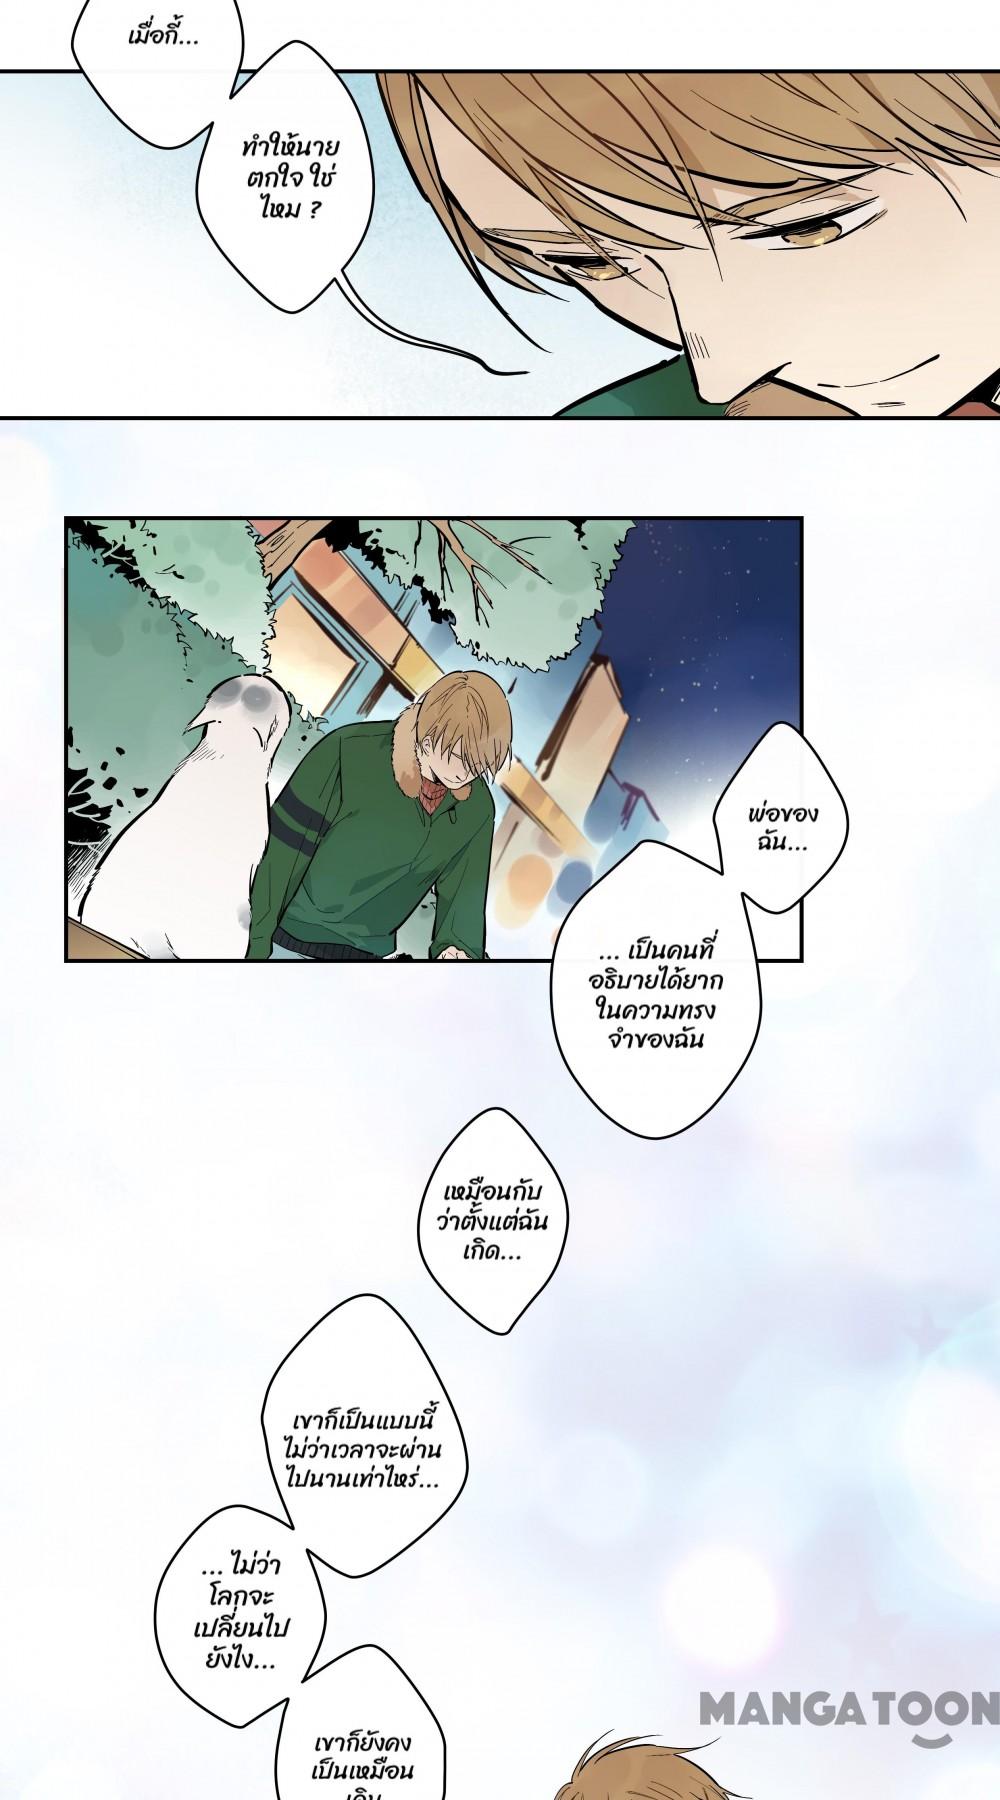 เมื่อกี้...
ทำให้นาย
ตกใจ ใช่
ไหม ?
พ่อของ
ฉัน...
... เป็นคนที่
อธิบายได้ยาก
ในความทรง
จำของฉัน
เหมือนกับ
ว่าตั้งแต่ฉัน
เกิด...
เขาก็เป็นแบบนี้
ไม่ว่าเวลาจะผ่าน
ไปนานเท่าไหร่...
... ไม่ว่า
โลกจะ
เปลี่ยนไป
ยังไง...
MANGATOON
เขาก็ยังคง
เป็นเหมือน
เดิม